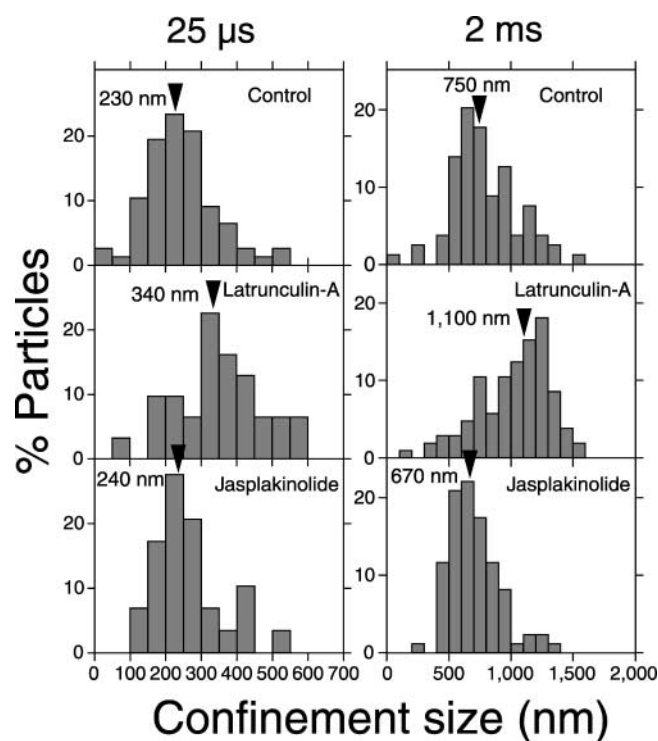 25 µs
2 ms
230 nm
Control
750 nm
Control
20
10
0
20
10
0
340 nm
Latrunculin-A
1,100 nm
Latrunculin-A
20
10
0
20
10
0
240 nm
Jasplakinolide
670 nm
Jasplakinolide
20
10
0
20
10
0
0 100 200 300 400 500 600 700
0 500 1,000 1,500 2,000
% Particles
Confinement size (nm)